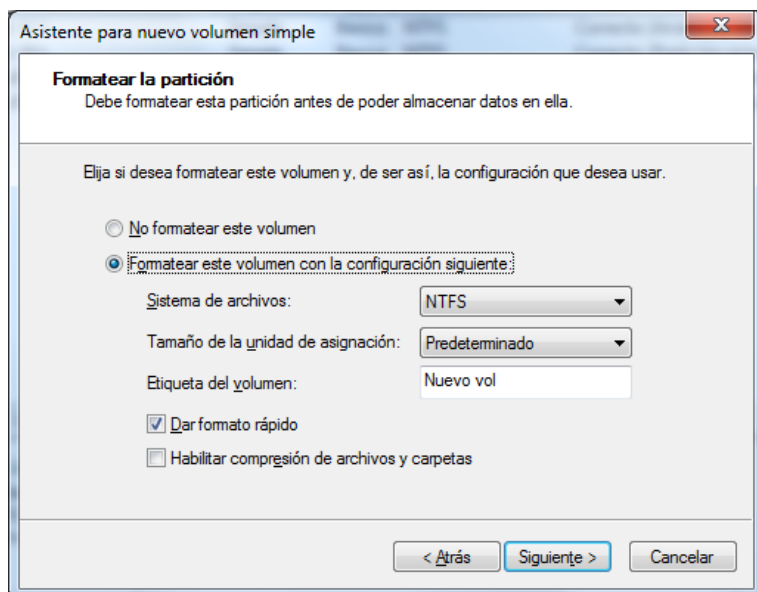 Asistente para nuevo volumen simple
Formatear la partición
Debe formatear esta partición antes de poder almacenar datos en ella.
Elija si desea formatear este volumen y, de ser así, la configuración que desea usar.
No formatear este volumen
Formatear este volumen con la configuración siguiente:
Sistema de archivos: NTFS
Tamaño de la unidad de asignación: Predeterminado
Etiqueta del volumen: Nuevo vol
Dar formato rápido
Habilitar compresión de archivos y carpetas
< Atrás Siguiente > Cancelar